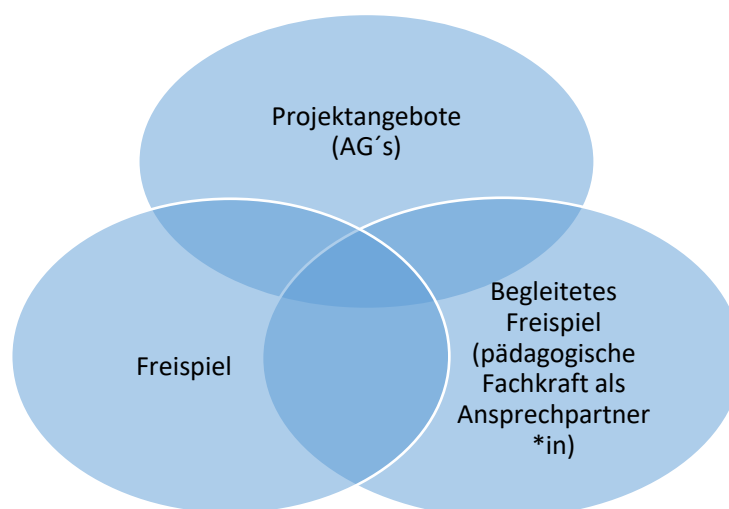 Projektangebote
(AG´s)
Freispiel
Begleitetes
Freispiel
(pädagogische
Fachkraft als
Ansprechpartner
*in)